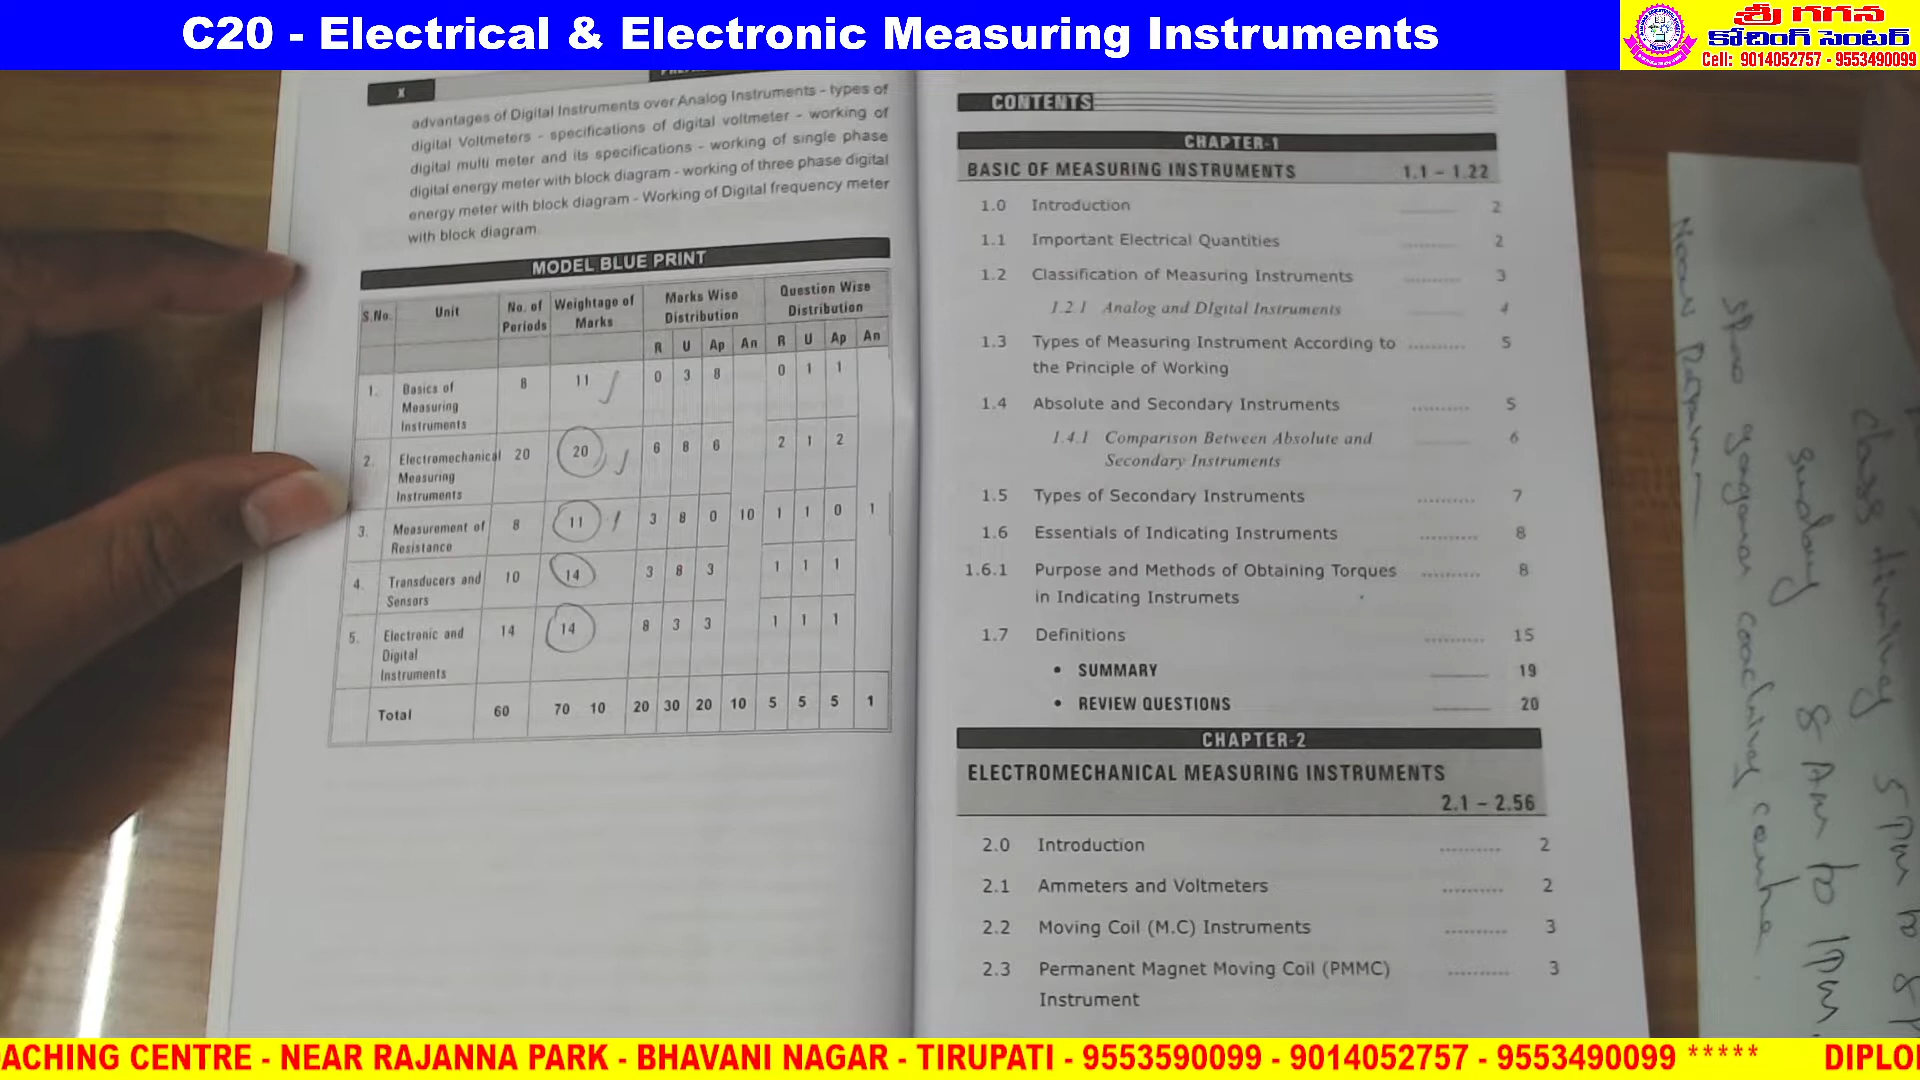 C20 - Electrical & Electronic Measuring Instruments
శ్రీ గగన
కోచింగ్ సెంటర్
Cell: 9014052757 - 9553490099
X
advantages of Digital Instruments over Analog Instruments - types of
digital Voltmeters - specifications of digital voltmeter - working of
digital multi meter and its specifications - working of single phase
digital energy meter with block diagram - working of three phase digital
energy meter with block diagram - Working of Digital frequency meter
with block diagram.
MODEL BLUE PRINT
S.No. Unit No. of Periods Weightage of Marks Marks Wise Distribution Question Wise Distribution
R U Ap An R U Ap An
1. Basics of Measuring Instruments 8 11 0 3 8 0 1 1
2. Electromechanical Measuring Instruments 20 20 6 8 6 2 1 2
3. Measurement of Resistance 8 11 3 8 0 10 1 1 0 1
4. Transducers and Sensors 10 14 3 8 3 1 1 1
5. Electronic and Digital Instruments 14 14 8 3 3 1 1 1
Total 60 70 10 20 30 20 10 5 5 5 1
CONTENTS
CHAPTER-1
BASIC OF MEASURING INSTRUMENTS 1.1 – 1.22
1.0 Introduction 2
1.1 Important Electrical Quantities 2
1.2 Classification of Measuring Instruments 3
1.2.1 Analog and DIgital Instruments 4
1.3 Types of Measuring Instrument According to 5
the Principle of Working
1.4 Absolute and Secondary Instruments 5
1.4.1 Comparison Between Absolute and 6
Secondary Instruments
1.5 Types of Secondary Instruments 7
1.6 Essentials of Indicating Instruments 8
1.6.1 Purpose and Methods of Obtaining Torques 8
in Indicating Instrumets
1.7 Definitions 15
• SUMMARY 19
• REVIEW QUESTIONS 20
CHAPTER-2
ELECTROMECHANICAL MEASURING INSTRUMENTS
2.1 – 2.56
2.0 Introduction 2
2.1 Ammeters and Voltmeters 2
2.2 Moving Coil (M.C) Instruments 3
2.3 Permanent Magnet Moving Coil (PMMC) 3
Instrument
class timing 5 PM to 8 P
sunday 8 AM to 1 PM.
gagana coaching centre.
Near
ACHING CENTRE - NEAR RAJANNA PARK - BHAVANI NAGAR - TIRUPATI - 9553590099 - 9014052757 - 9553490099 ***** DIPLO